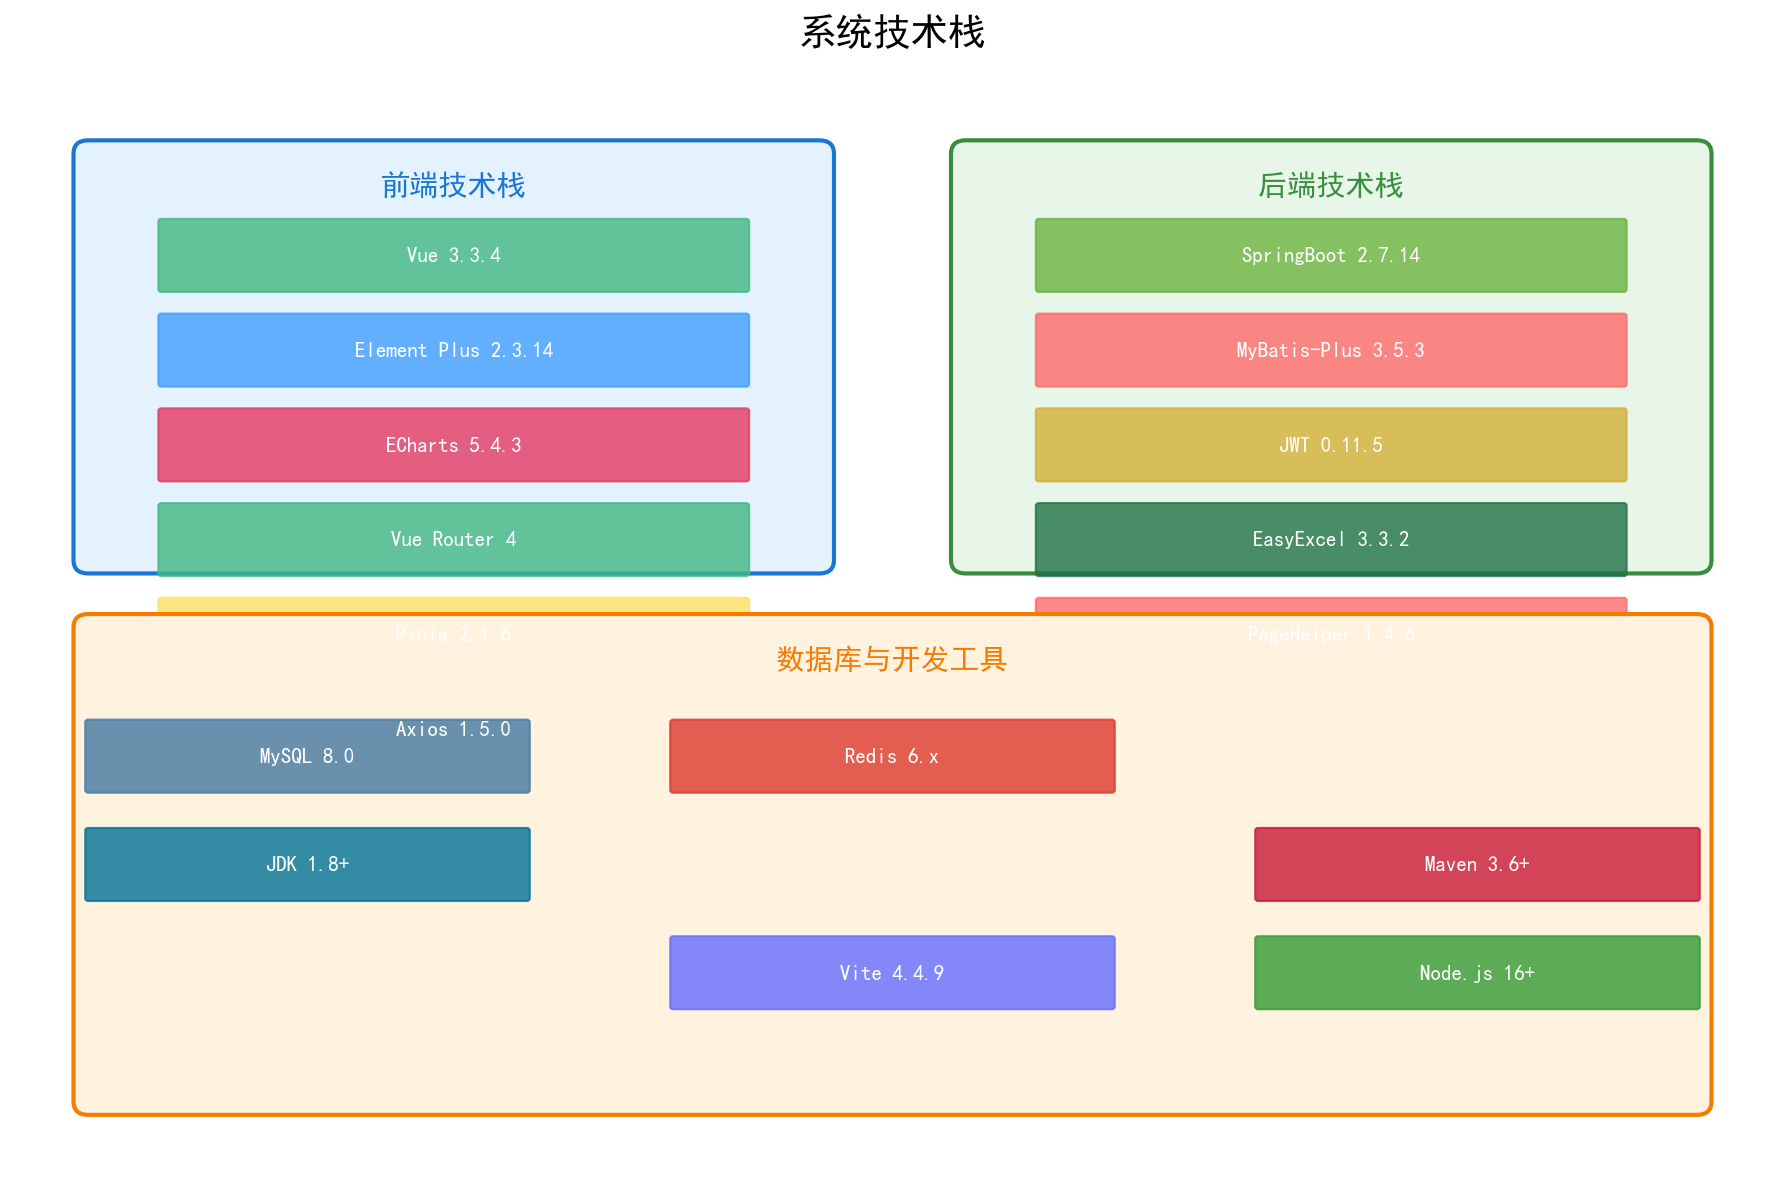 系统技术栈
前端技术栈
Vue 3.3.4
Element Plus 2.3.14
ECharts 5.4.3
Vue Router 4
Pinia 2.1.6
Axios 1.5.0
后端技术栈
SpringBoot 2.7.14
MyBatis-Plus 3.5.3
JWT 0.11.5
EasyExcel 3.3.2
PageHelper 1.4.6
数据库与开发工具
MySQL 8.0
Redis 6.x
JDK 1.8+
Maven 3.6+
Vite 4.4.9
Node.js 16+